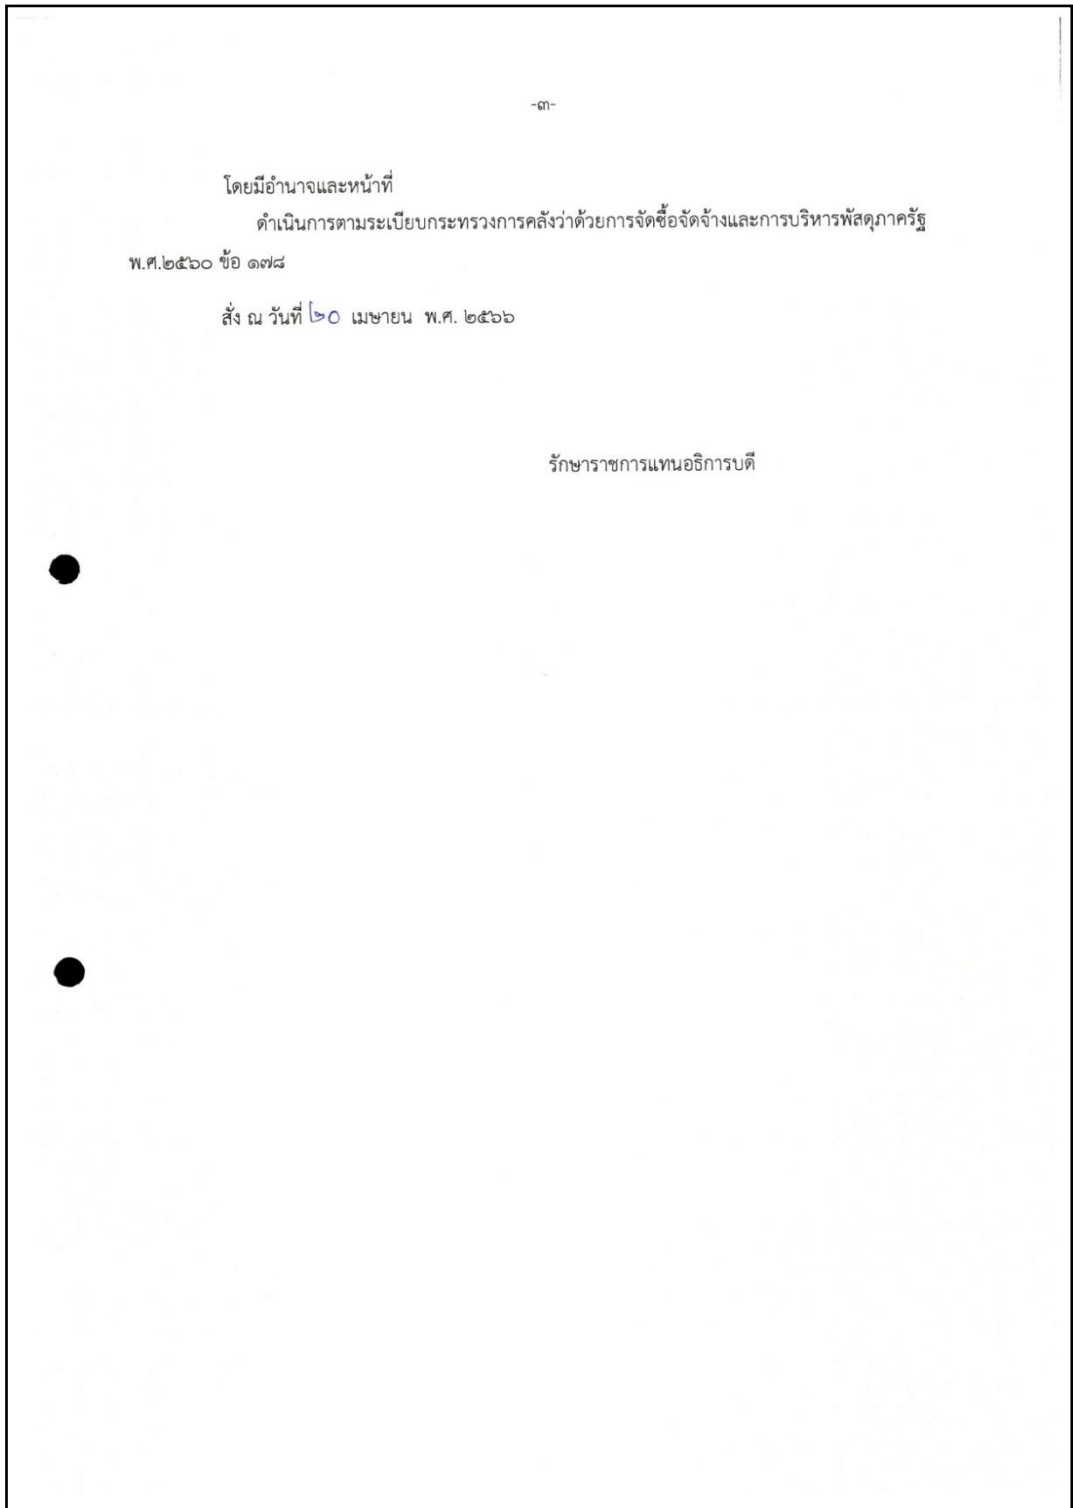 -๓-
โดยมีอำนาจและหน้าที่
ดำเนินการตามระเบียบกระทรวงการคลังว่าด้วยการจัดซื้อจัดจ้างและการบริหารพัสดุภาครัฐ
พ.ศ.๒๕๖๐ ข้อ ๑๗๘
สั่ง ณ วันที่ ๒๐ เมษายน พ.ศ. ๒๕๖๖
รักษาราชการแทนอธิการบดี